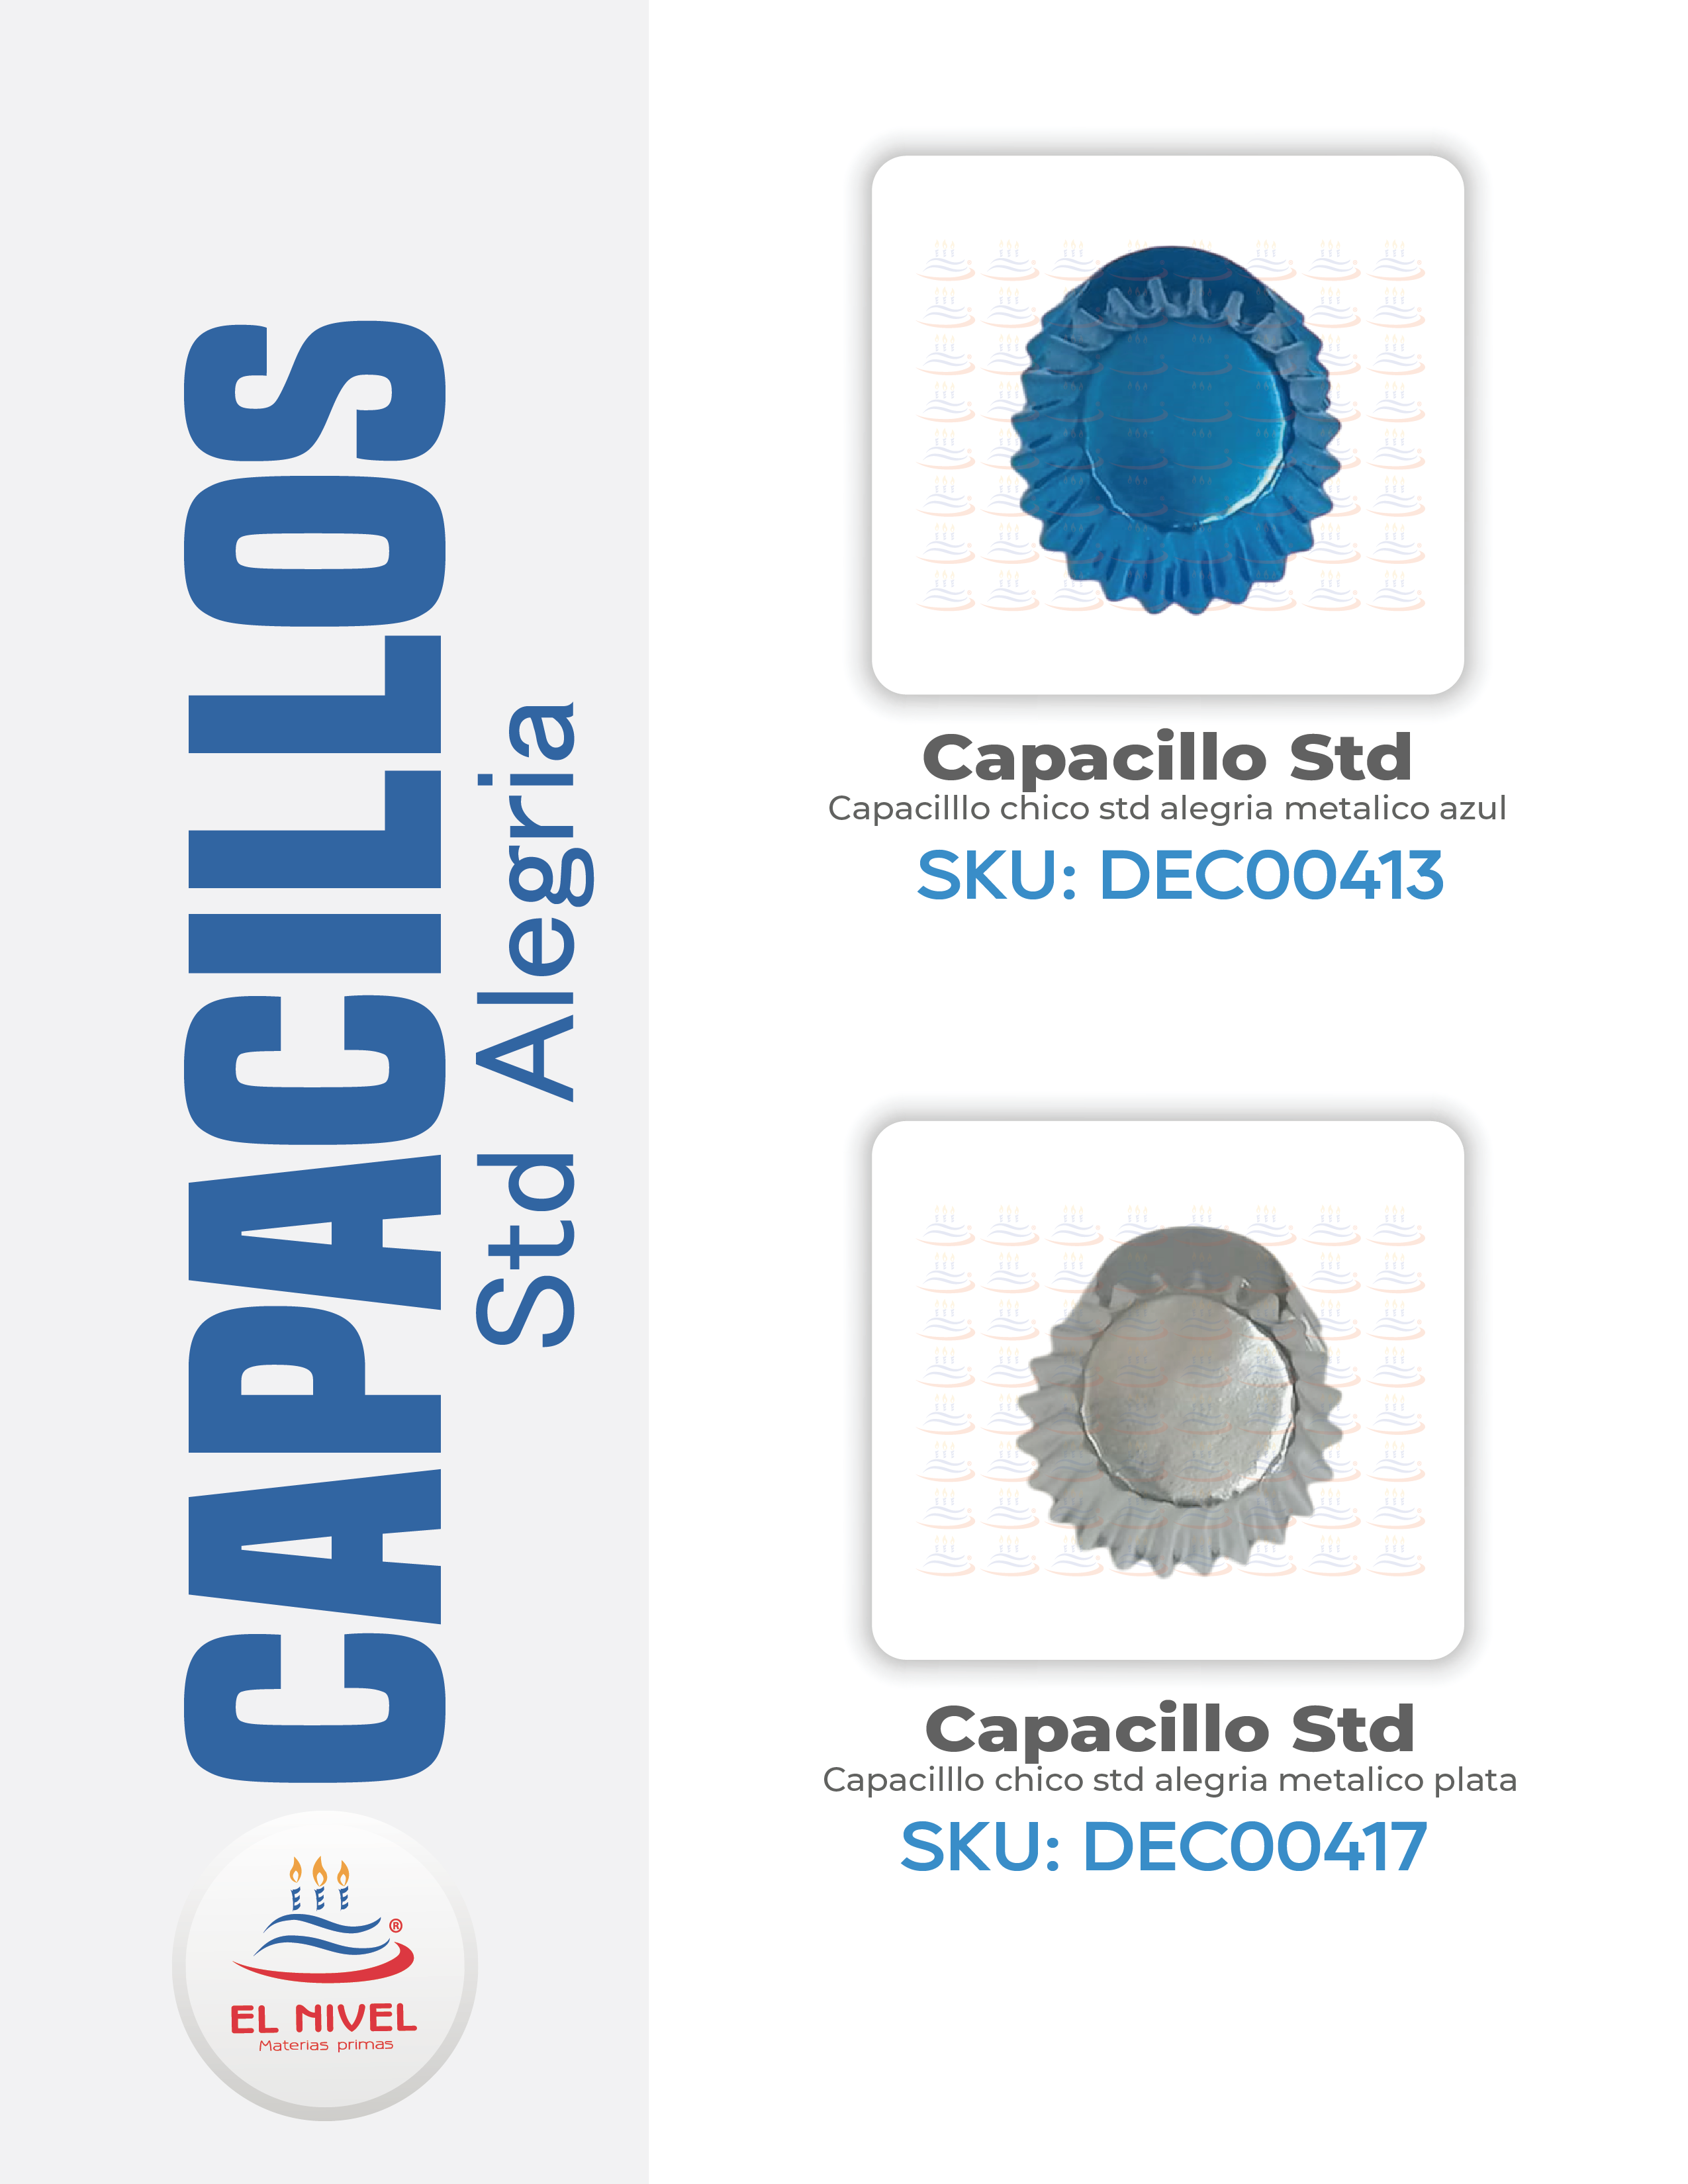 CAPACILLOS
Std Alegria
Capacillo Std
Capacilllo chico std alegria metalico azul
SKU: DEC00413
Capacillo Std
Capacilllo chico std alegria metalico plata
SKU: DEC00417
®
EL NIVEL
Materias primas